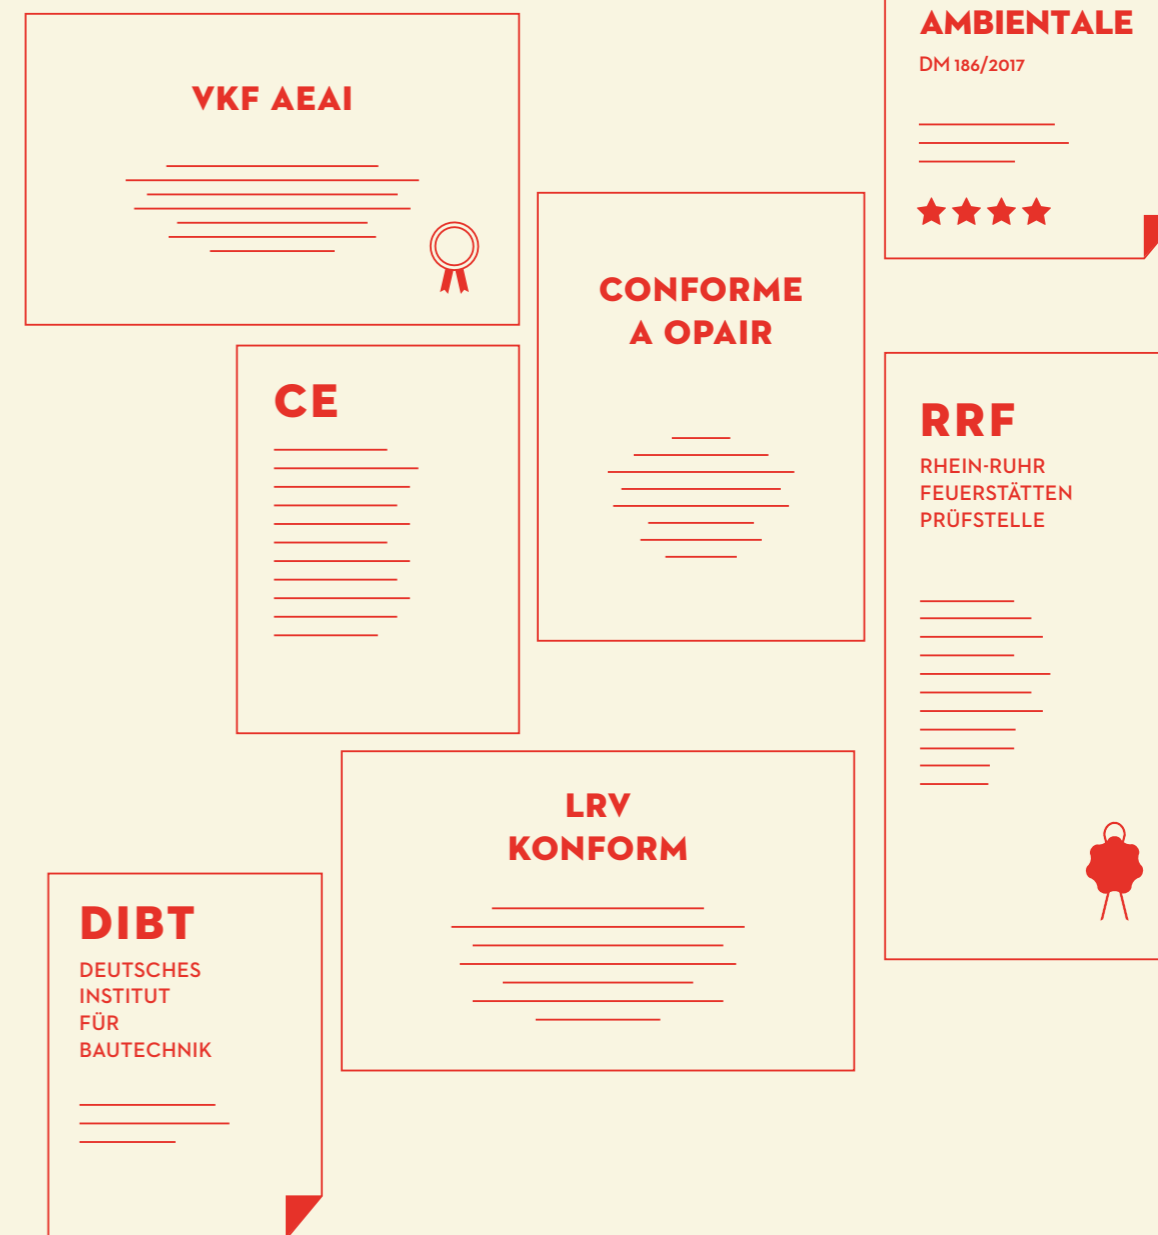 VKF AEAI
AMBIENTALE
DM 186/2017
CONFORME
A OPAIR
CE
RRF
RHEIN-RUHR
FEUERSTÄTTEN
PRÜFSTELLE
LRV
KONFORM
DIBT
DEUTSCHES
INSTITUT
FÜR
BAUTECHNIK